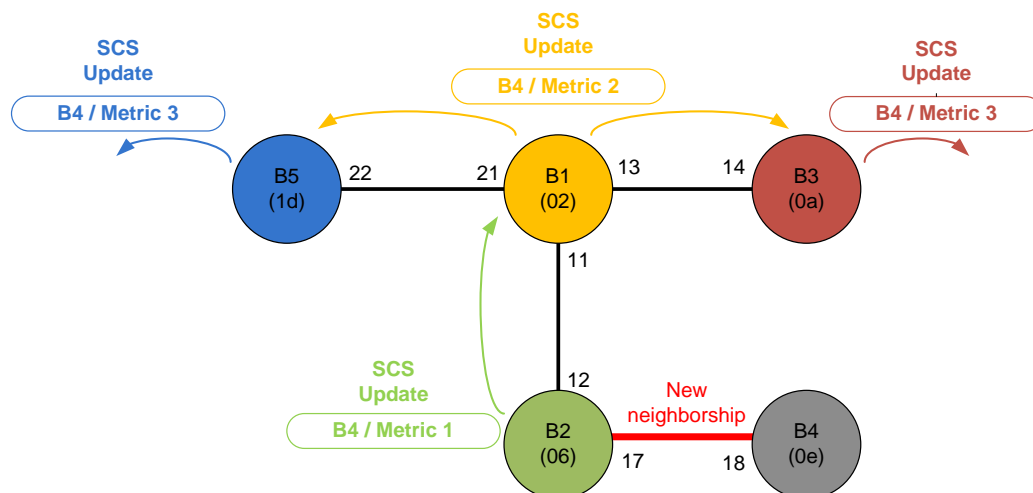 SCS
Update
B4 / Metric 2
SCS
Update
B4 / Metric 3
SCS
Update
B4 / Metric 3
B5
(1d)
22
21
B1
(02)
13
14
B3
(0a)
11
12
SCS
Update
B4 / Metric 1
New
neighborship
B2
(06)
17
18
B4
(0e)